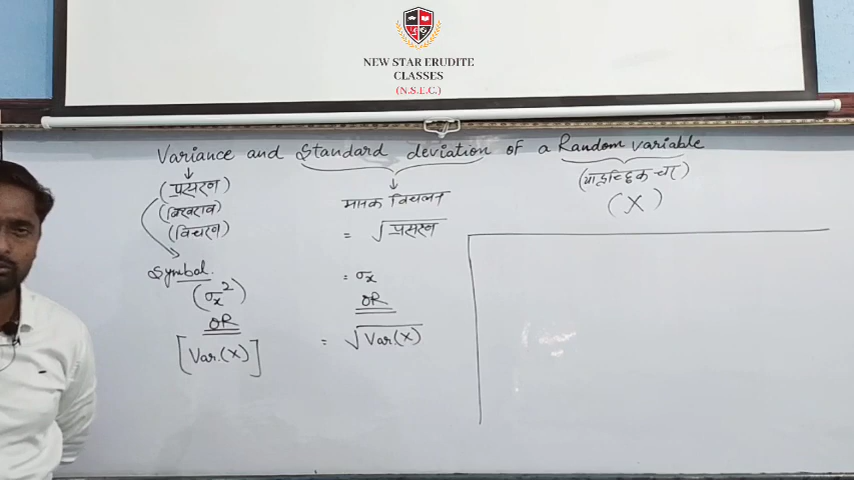 NEW STAR ERUDITE
CLASSES
(N.S.E.C.)
Variance and Standard deviation of a Random variable
(प्रसरण)
(बिखराव)
(विचरण)
Symbol.
(σx²)
OR
[Var.(X)]
मानक विचलन
= √प्रसरण
= σx
OR
= √Var.(X)
(यादृच्छिक चर)
(X)